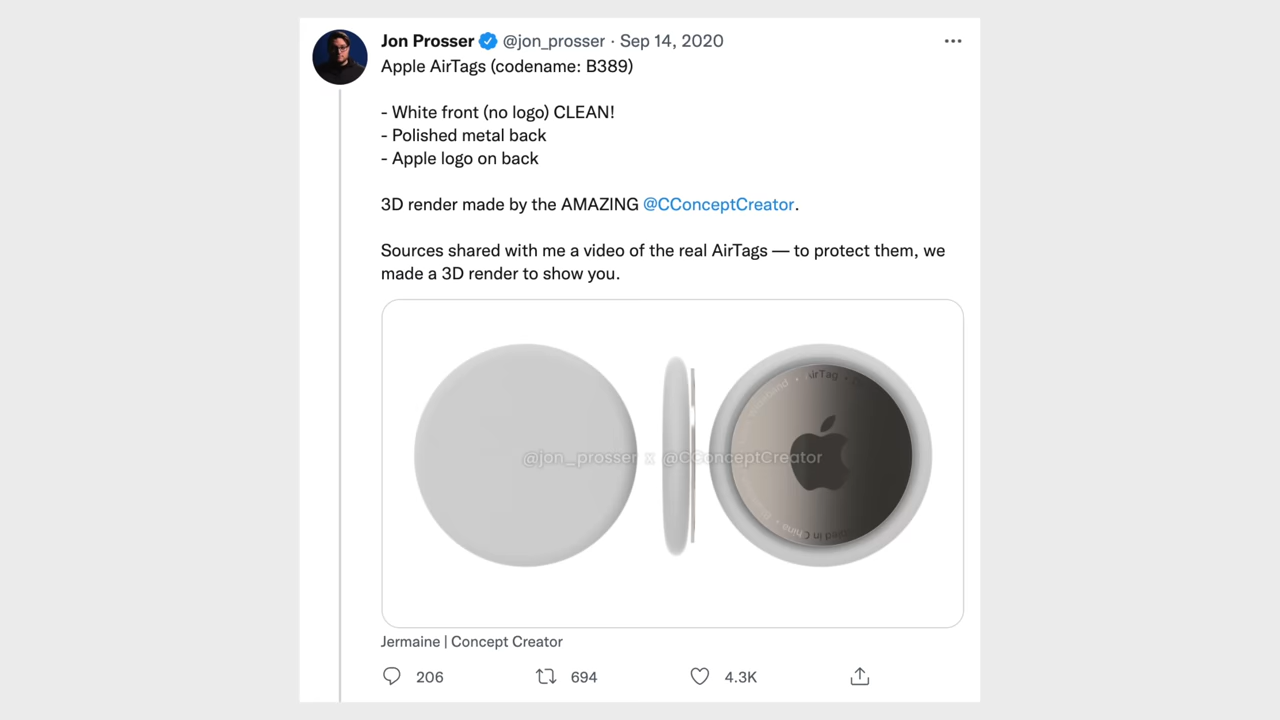 Jon Prosser @jon_prosser · Sep 14, 2020
Apple AirTags (codename: B389)
- White front (no logo) CLEAN!
- Polished metal back
- Apple logo on back
3D render made by the AMAZING @CConceptCreator.
Sources shared with me a video of the real AirTags — to protect them, we
made a 3D render to show you.
AirTag
@jon_prosser x @CConceptCreator
in China
Jermaine | Concept Creator
206 694 4.3K